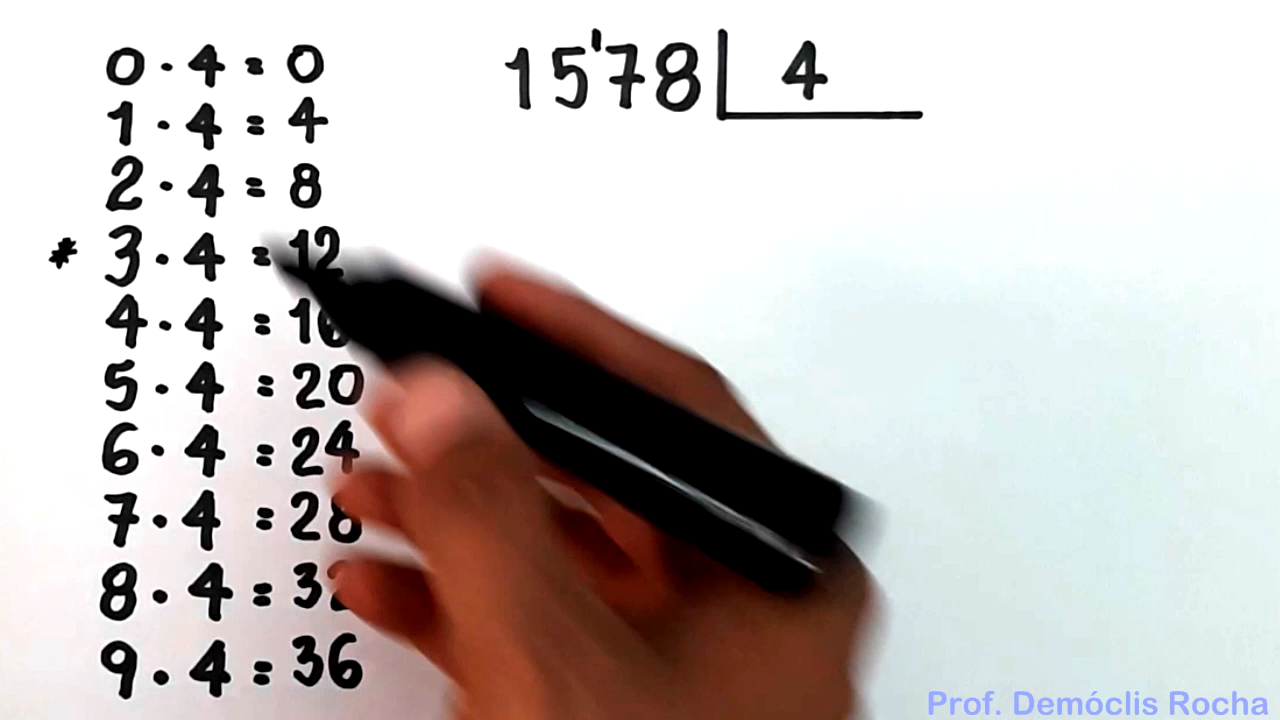 0 · 4 = 0
1 · 4 = 4
2 · 4 = 8
* 3 · 4 = 12
4 · 4 = 16
5 · 4 = 20
6 · 4 = 24
7 · 4 = 28
8 · 4 = 32
9 · 4 = 36
15'78 4
Prof. Demóclis Rocha